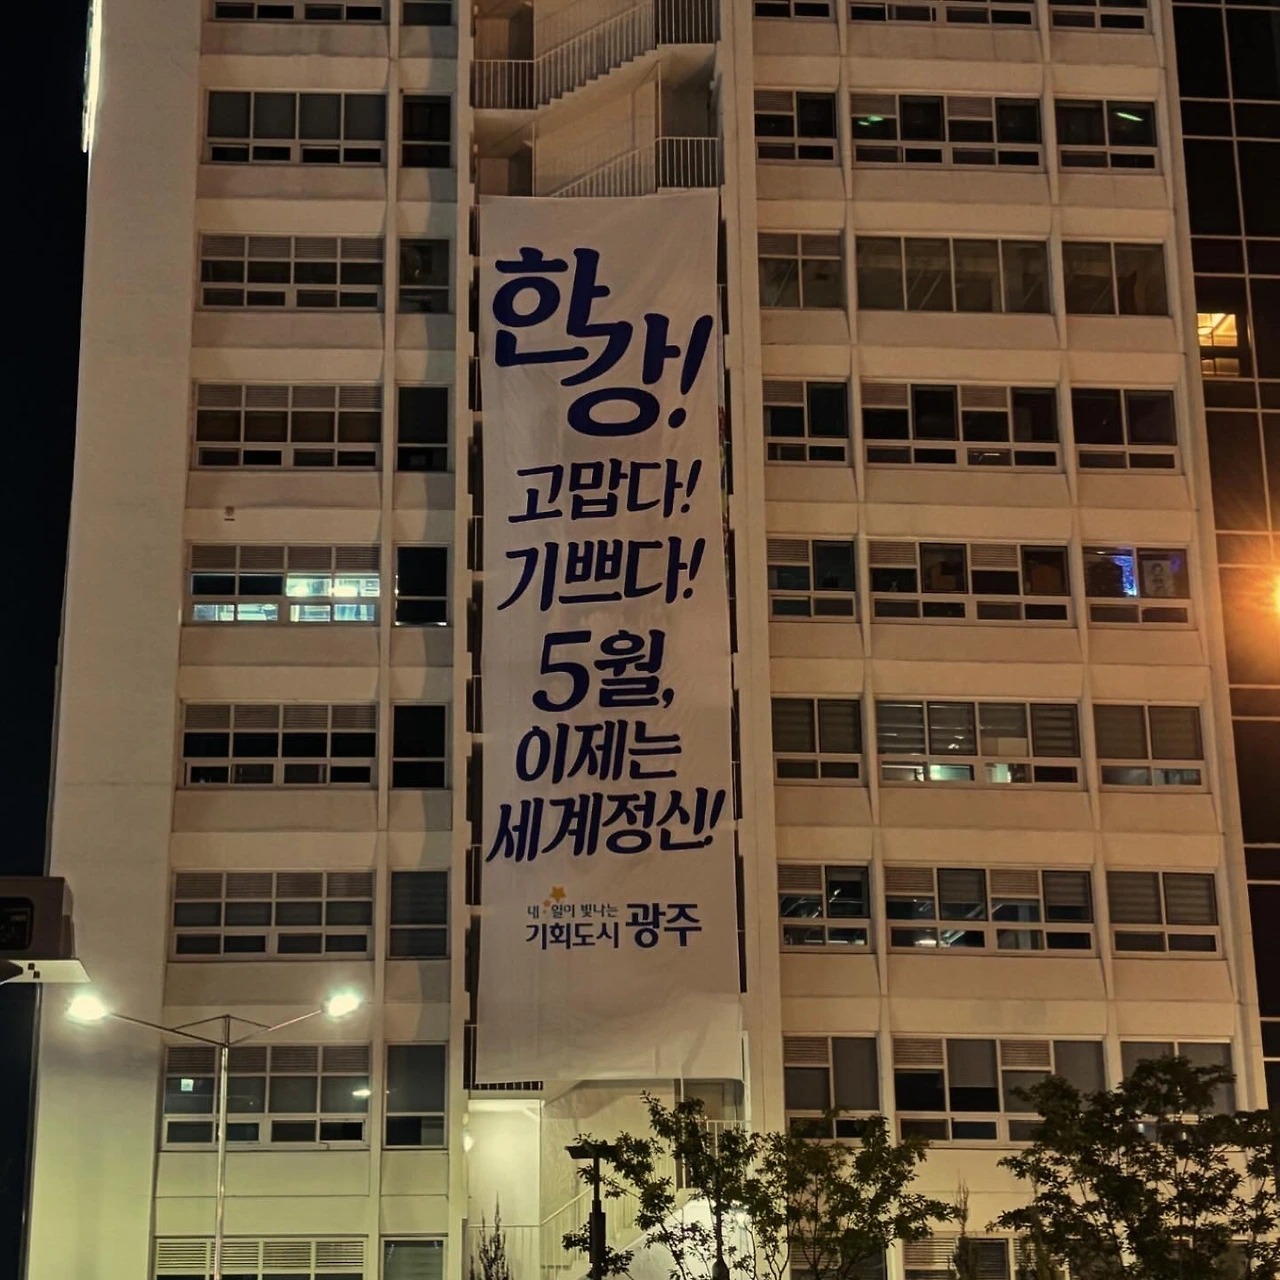 한강!
고맙다!
기쁘다!
5월,
이제는
세계정신!
내★일이 빛나는
기회도시 광주